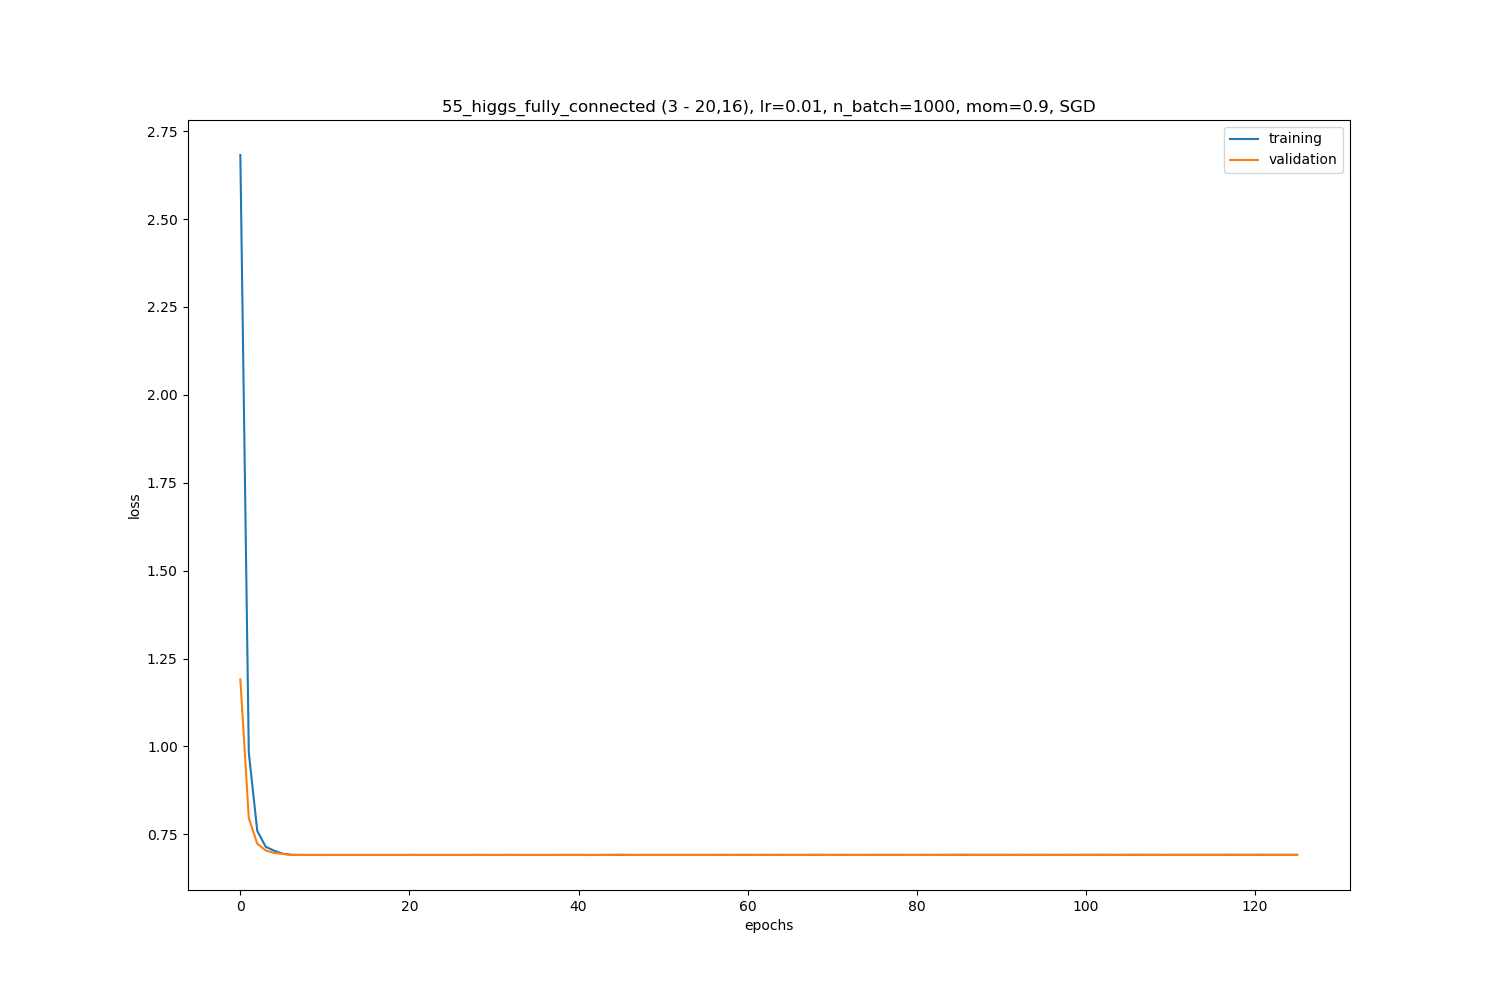 55_higgs_fully_connected (3 - 20,16), lr=0.01, n_batch=1000, mom=0.9, SGD
training
validation
2.75
2.50
2.25
2.00
1.75
1.50
1.25
1.00
0.75
loss
0 20 40 60 80 100 120
epochs